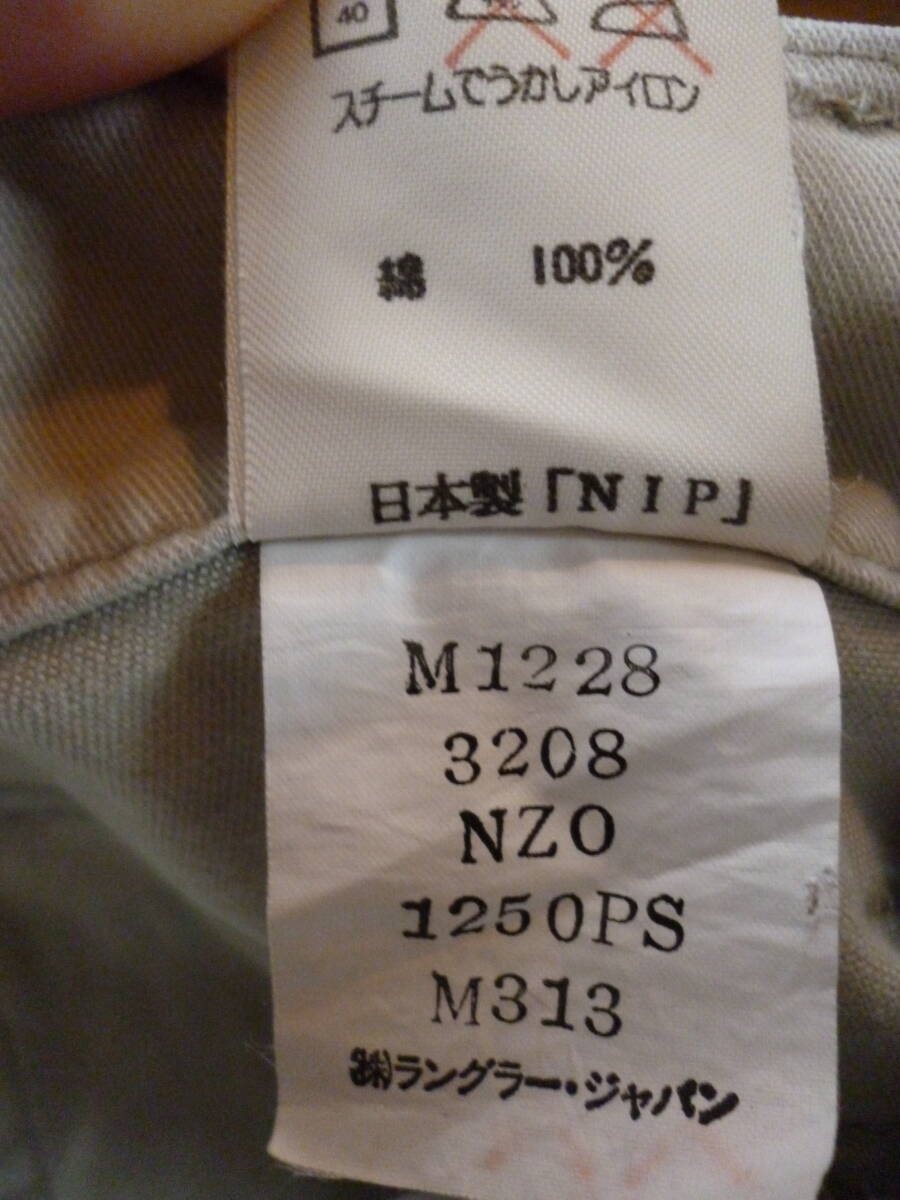 40
スチームでうかしアイロン
綿 100%
日本製「NIP」
M1228
3208
NZO
1250PS
M313
㈱ラングラー・ジャパン